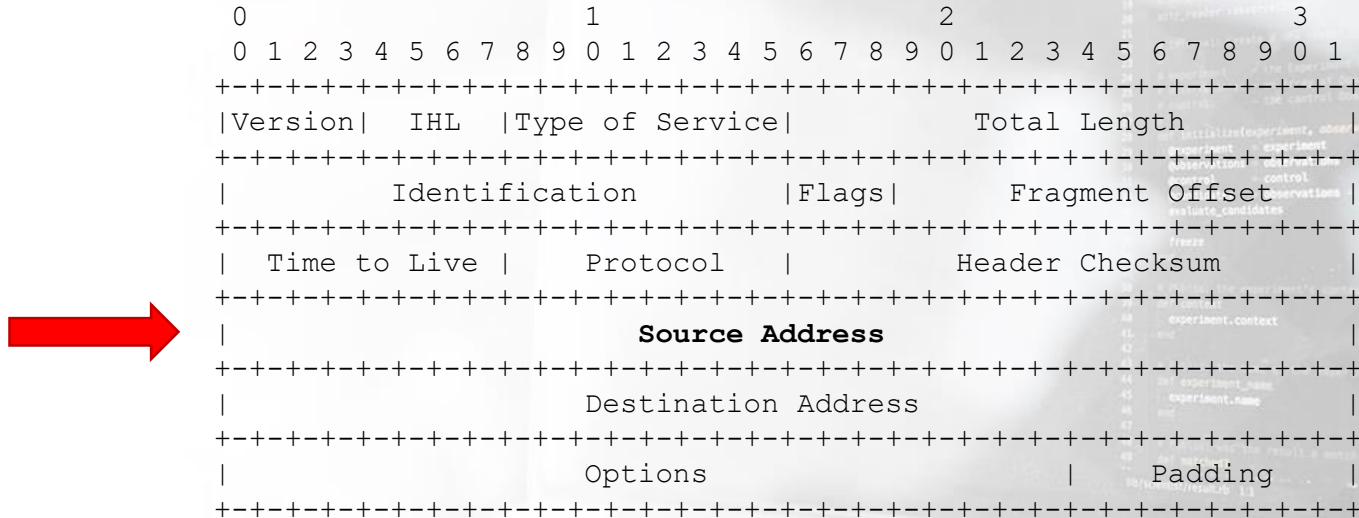 0 1 2 3
0 1 2 3 4 5 6 7 8 9 0 1 2 3 4 5 6 7 8 9 0 1 2 3 4 5 6 7 8 9 0 1
+-+-+-+-+-+-+-+-+-+-+-+-+-+-+-+-+-+-+-+-+-+-+-+-+-+-+-+-+-+-+-+-+
|Version| IHL |Type of Service| Total Length |
+-+-+-+-+-+-+-+-+-+-+-+-+-+-+-+-+-+-+-+-+-+-+-+-+-+-+-+-+-+-+-+-+
| Identification |Flags| Fragment Offset |
+-+-+-+-+-+-+-+-+-+-+-+-+-+-+-+-+-+-+-+-+-+-+-+-+-+-+-+-+-+-+-+-+
| Time to Live | Protocol | Header Checksum |
+-+-+-+-+-+-+-+-+-+-+-+-+-+-+-+-+-+-+-+-+-+-+-+-+-+-+-+-+-+-+-+-+
| Source Address |
+-+-+-+-+-+-+-+-+-+-+-+-+-+-+-+-+-+-+-+-+-+-+-+-+-+-+-+-+-+-+-+-+
| Destination Address |
+-+-+-+-+-+-+-+-+-+-+-+-+-+-+-+-+-+-+-+-+-+-+-+-+-+-+-+-+-+-+-+-+
| Options | Padding |
+-+-+-+-+-+-+-+-+-+-+-+-+-+-+-+-+-+-+-+-+-+-+-+-+-+-+-+-+-+-+-+-+